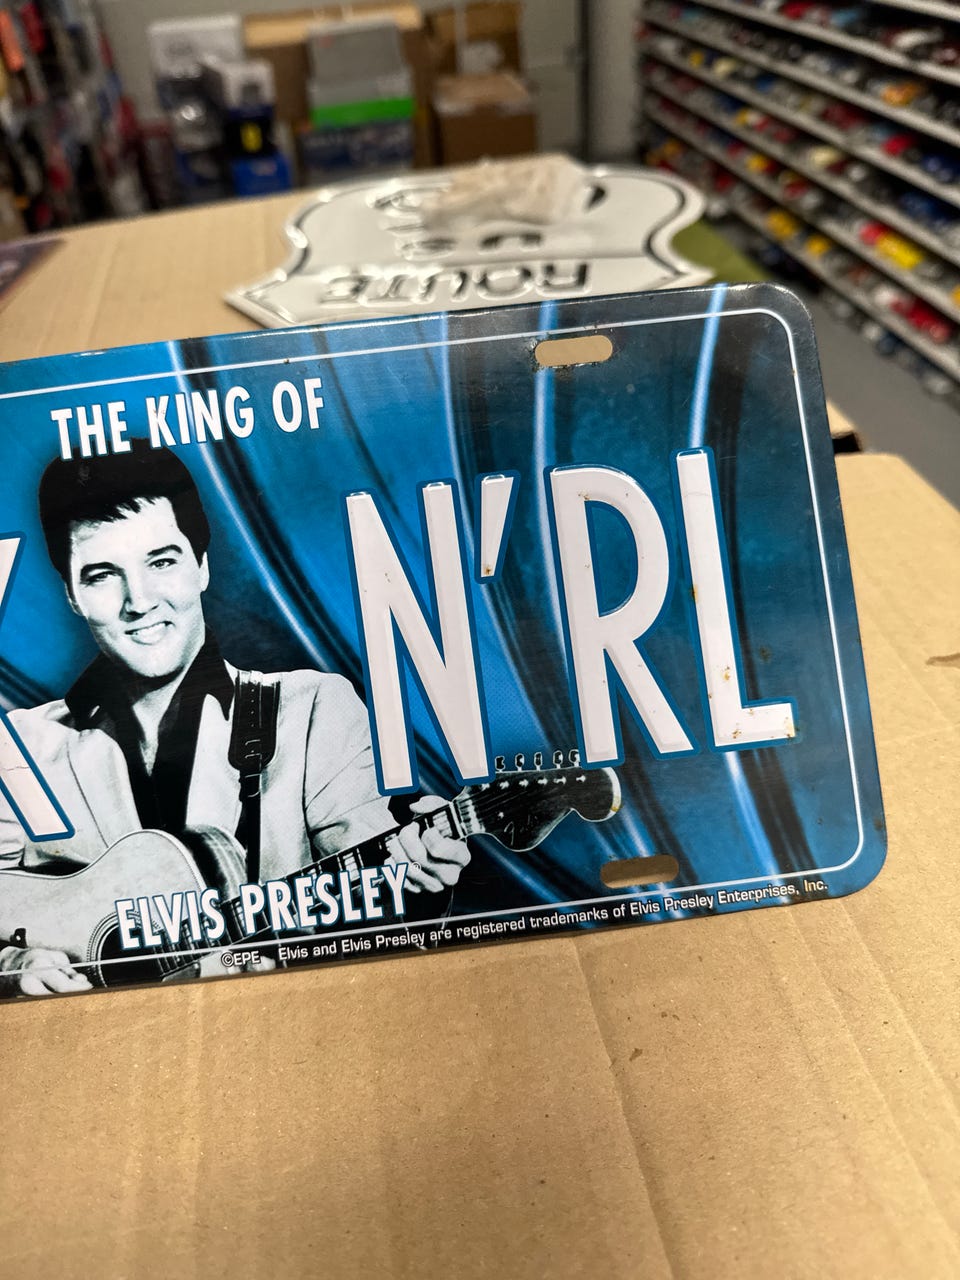 ROUTE
US
THE KING OF
K N'RL
ELVIS PRESLEY
©EPE Elvis and Elvis Presley are registered trademarks of Elvis Presley Enterprises, Inc.